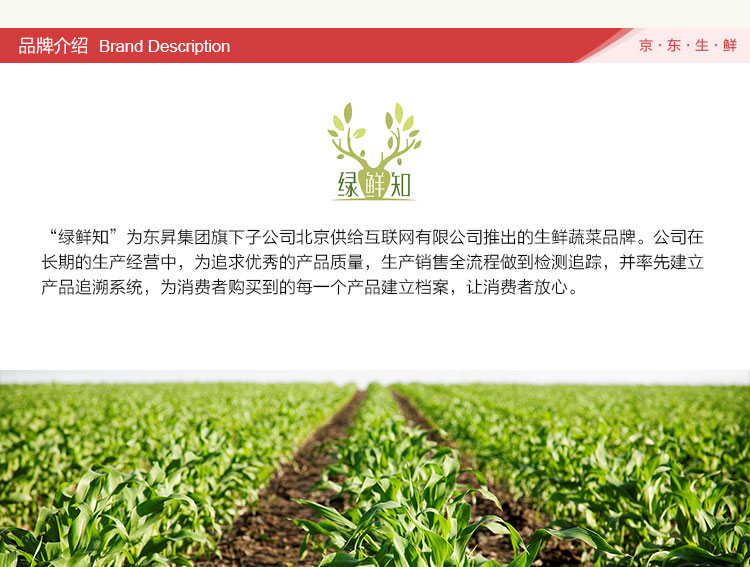 品牌介绍 Brand Description
京·东·生·鲜
绿鲜知
“绿鲜知”为东昇集团旗下子公司北京供给互联网有限公司推出的生鲜蔬菜品牌。公司在
长期的生产经营中，为追求优秀的产品质量，生产销售全流程做到检测追踪，并率先建立
产品追溯系统，为消费者购买到的每一个产品建立档案，让消费者放心。